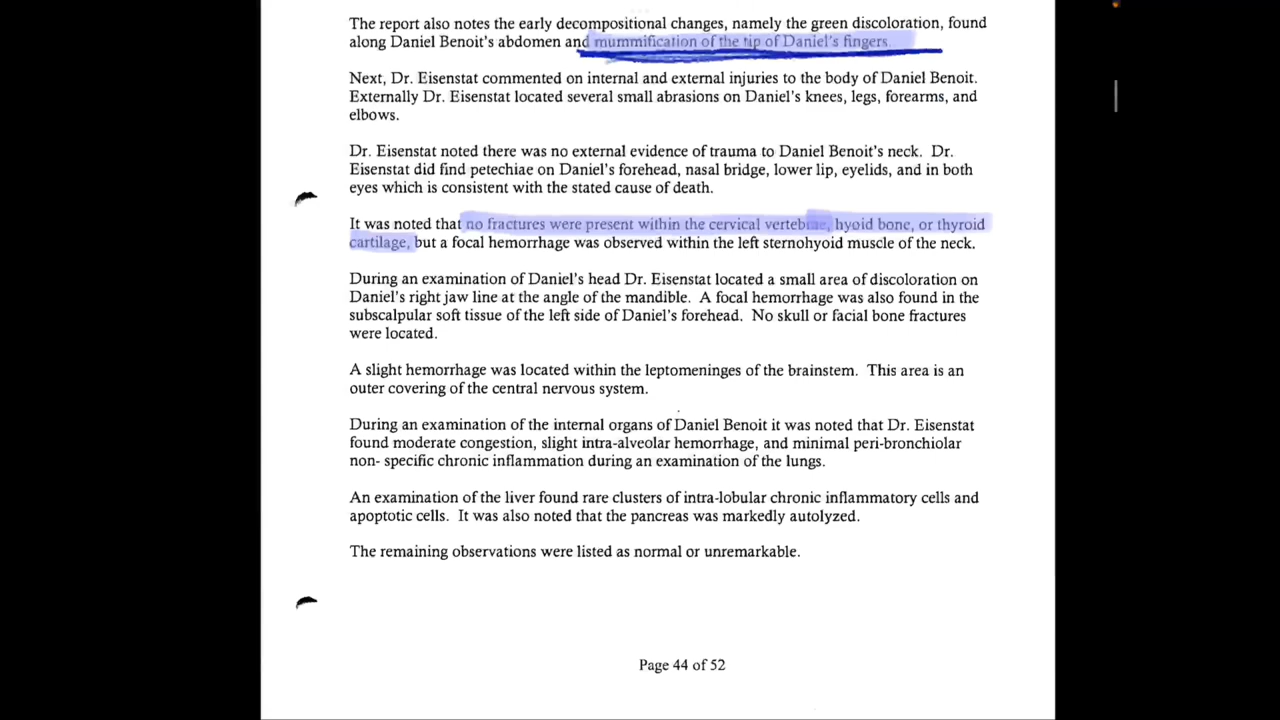 The report also notes the early decompositional changes, namely the green discoloration, found
along Daniel Benoit's abdomen and mummification of the tip of Daniel's fingers.
Next, Dr. Eisenstat commented on internal and external injuries to the body of Daniel Benoit.
Externally Dr. Eisenstat located several small abrasions on Daniel's knees, legs, forearms, and
elbows.
Dr. Eisenstat noted there was no external evidence of trauma to Daniel Benoit's neck. Dr.
Eisenstat did find petechiae on Daniel's forehead, nasal bridge, lower lip, eyelids, and in both
eyes which is consistent with the stated cause of death.
It was noted that no fractures were present within the cervical vertebrae, hyoid bone, or thyroid
cartilage, but a focal hemorrhage was observed within the left sternohyoid muscle of the neck.
During an examination of Daniel's head Dr. Eisenstat located a small area of discoloration on
Daniel's right jaw line at the angle of the mandible. A focal hemorrhage was also found in the
subscalpular soft tissue of the left side of Daniel's forehead. No skull or facial bone fractures
were located.
A slight hemorrhage was located within the leptomeninges of the brainstem. This area is an
outer covering of the central nervous system.
During an examination of the internal organs of Daniel Benoit it was noted that Dr. Eisenstat
found moderate congestion, slight intra-alveolar hemorrhage, and minimal peri-bronchiolar
non- specific chronic inflammation during an examination of the lungs.
An examination of the liver found rare clusters of intra-lobular chronic inflammatory cells and
apoptotic cells. It was also noted that the pancreas was markedly autolyzed.
The remaining observations were listed as normal or unremarkable.
Page 44 of 52